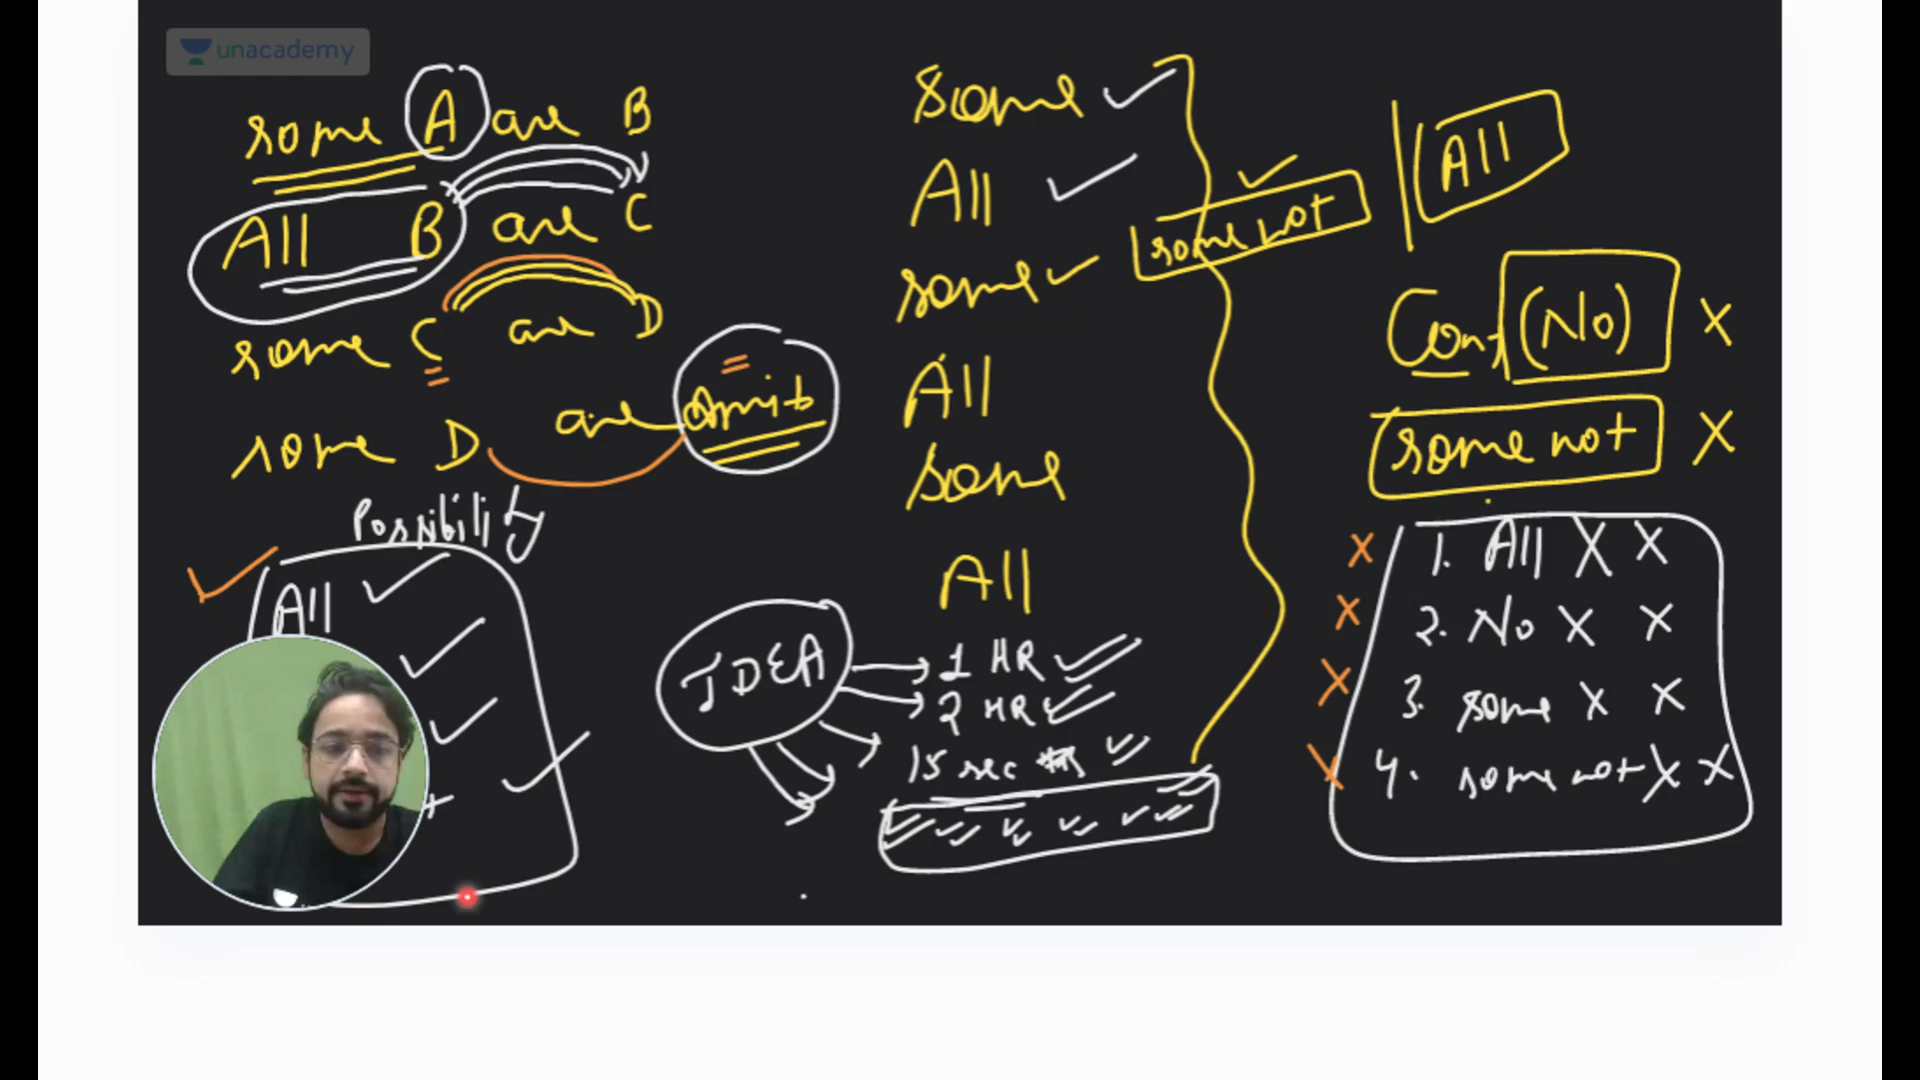 unacademy
some A are B
All B are C
some C are D
some D are Amit
Possibility
All
some
All
some
All
some
All
some not
All
(No)
some not
IDEA
1 HR
2 HR
15 sec
1. All X X
2. No X X
3. some X X
4. some not X X